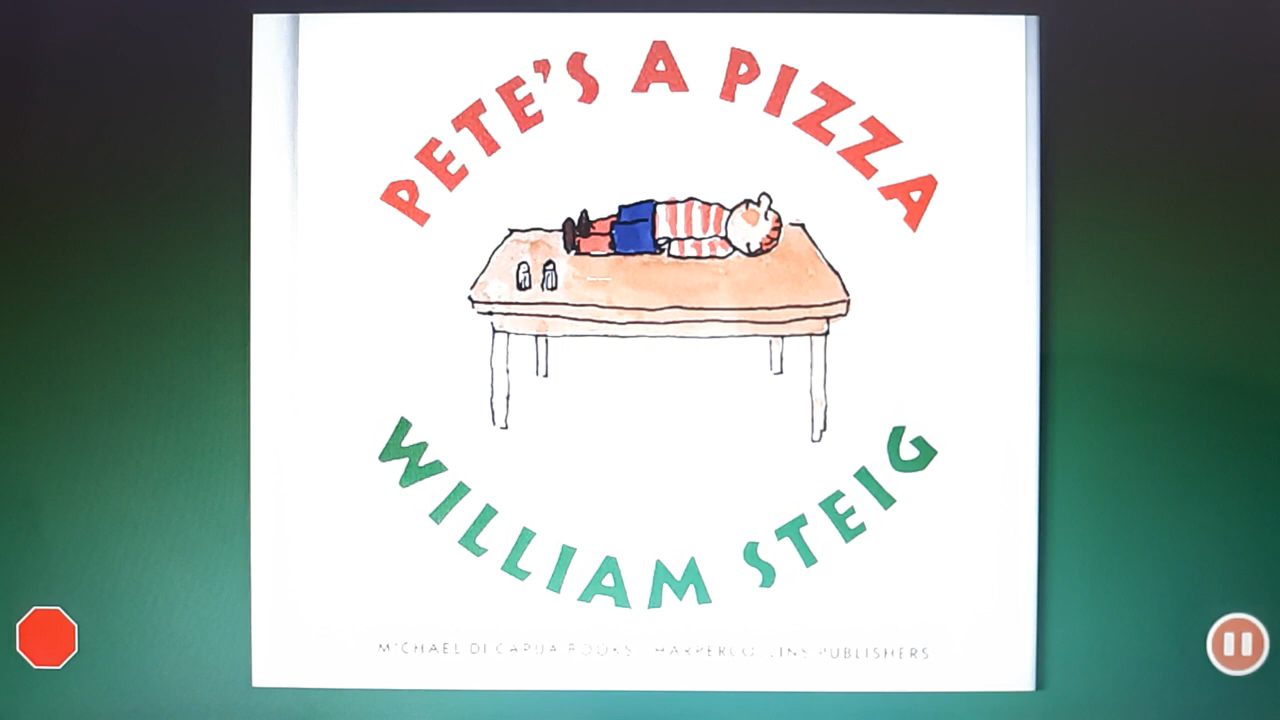 PETE'S A PIZZA
WILLIAM STEIG
MICHAEL DI CAPUA BOOKS HARPERCOLLINS PUBLISHERS